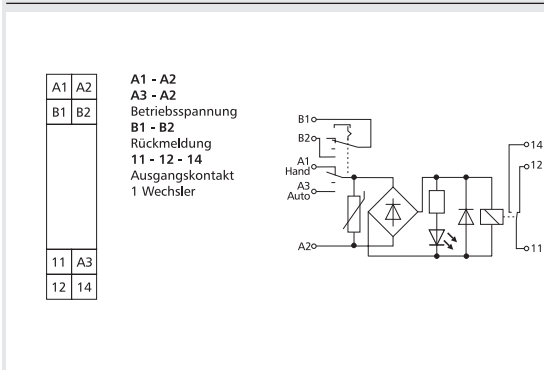 A1 A2
B1 B2
11 A3
12 14
A1 - A2
A3 - A2
Betriebsspannung
B1 - B2
Rückmeldung
11 - 12 - 14
Ausgangskontakt
1 Wechsler
B1
B2
A1
Hand
A3
Auto
A2
14
12
11